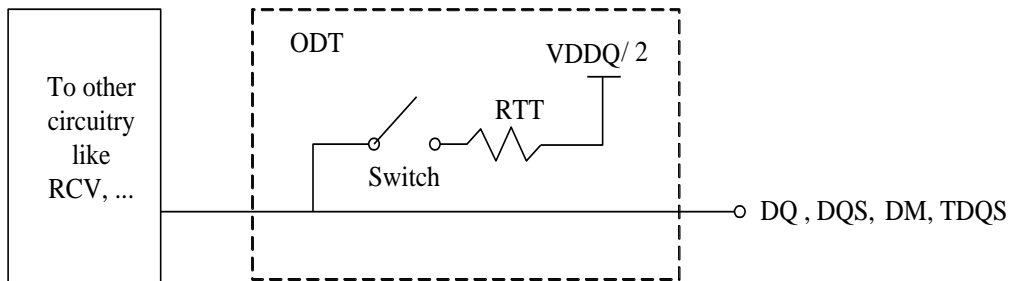 ODT
VDDQ/ 2
To other
circuitry
like
RCV, ...
RTT
Switch
DQ , DQS, DM, TDQS